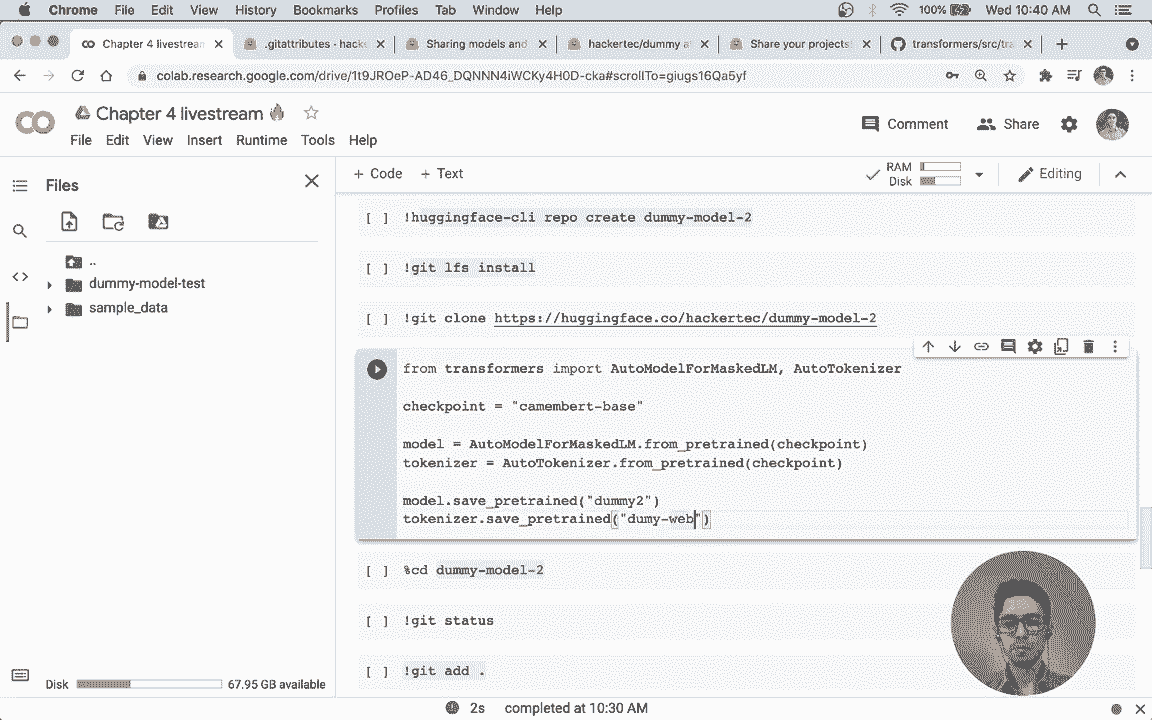 Chrome File Edit View History Bookmarks Profiles Tab Window Help 100% Wed 10:40 AM
Chapter 4 livestream .gitattributes - hack Sharing models and hackertec/dummy a Share your projects! transformers/src/tra
colab.research.google.com/drive/1t9JROeP-AD46_DQNNN4iWCKy4H0D-cka#scrollTo=giugs16Qa5yf
CO Chapter 4 livestream 🔥
File Edit View Insert Runtime Tools Help
Comment Share
Files
+ Code + Text
RAM
Disk
Editing
..
dummy-model-test
sample_data
Disk 67.95 GB available
[ ] !huggingface-cli repo create dummy-model-2
[ ] !git lfs install
[ ] !git clone https://huggingface.co/hackertec/dummy-model-2
from transformers import AutoModelForMaskedLM, AutoTokenizer
checkpoint = "camembert-base"
model = AutoModelForMaskedLM.from_pretrained(checkpoint)
tokenizer = AutoTokenizer.from_pretrained(checkpoint)
model.save_pretrained("dummy2")
tokenizer.save_pretrained("dumy-web")
[ ] %cd dummy-model-2
[ ] !git status
[ ] !git add .
2s completed at 10:30 AM